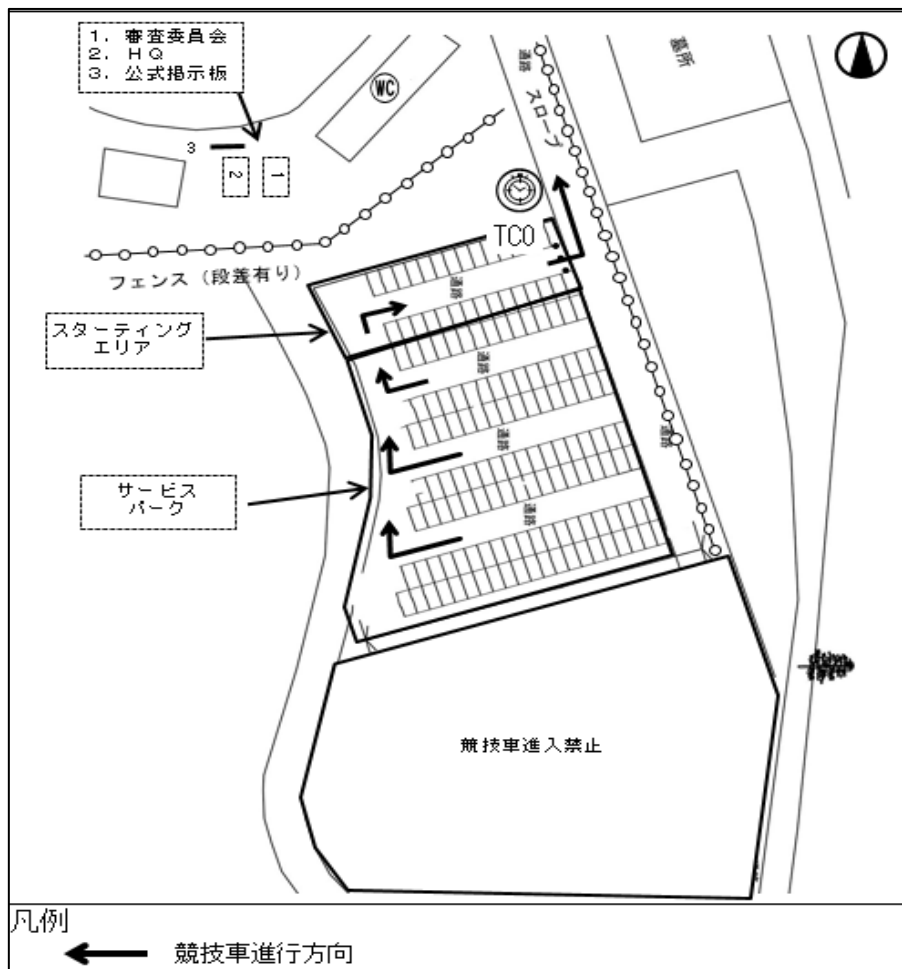 1. 審査委員会
2. HQ
3. 公式掲示板
WC
通路
スロープ
墓所
3
2
1
TC0
フェンス（段差有り）
通路
スターティング
エリア
通路
通路
通路
サービス
パーク
通路
競技車進入禁止
凡例
競技車進行方向